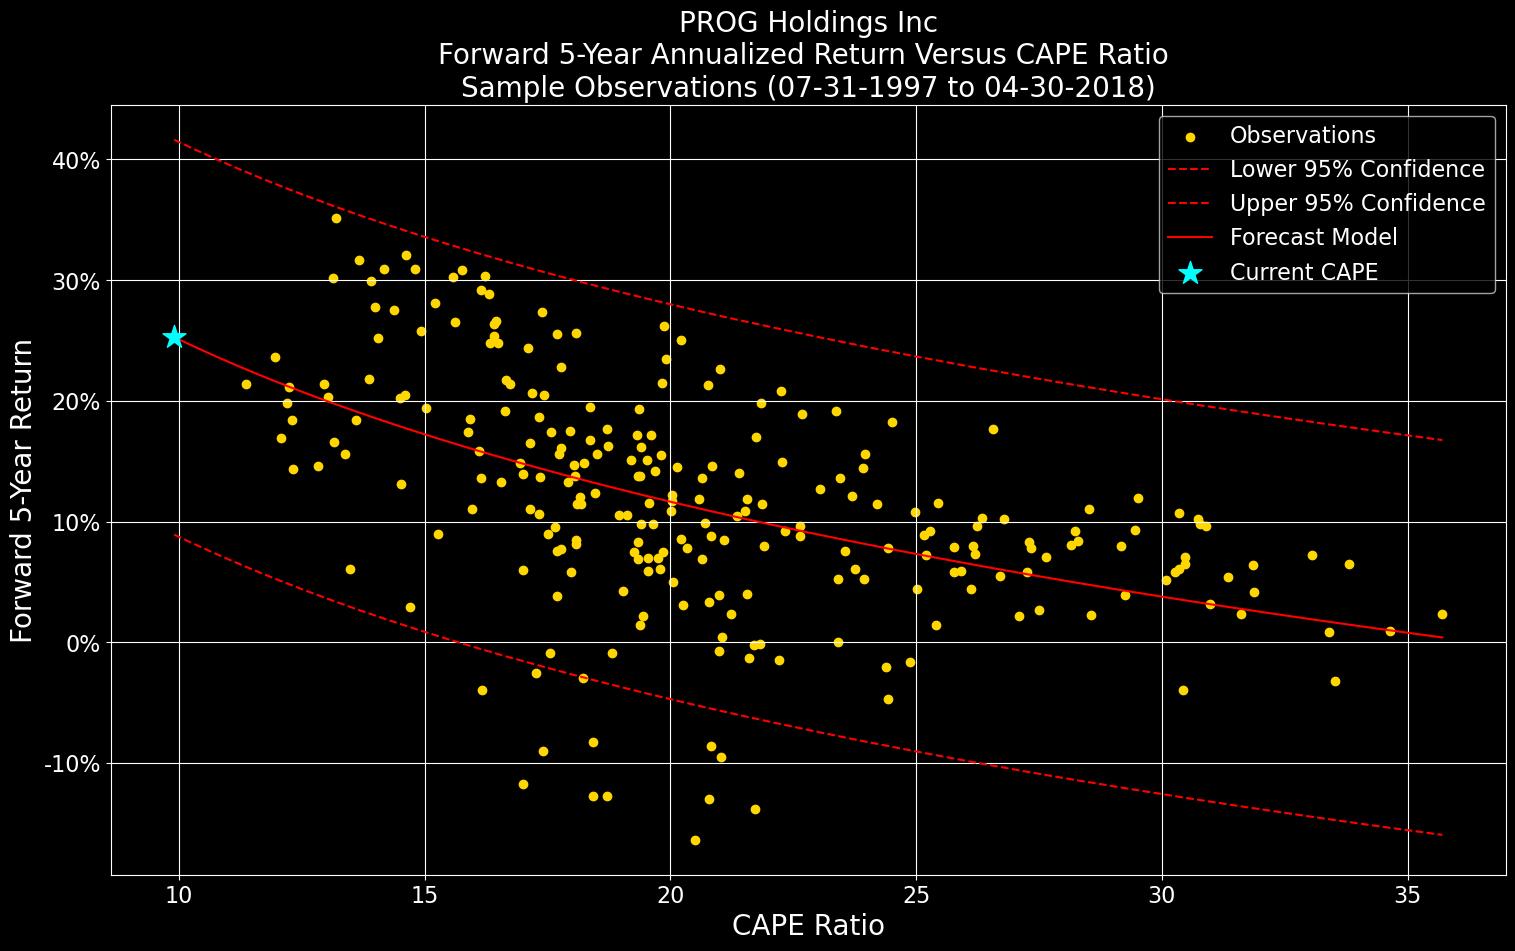 PROG Holdings Inc
Forward 5-Year Annualized Return Versus CAPE Ratio
Sample Observations (07-31-1997 to 04-30-2018)
Observations
Lower 95% Confidence
Upper 95% Confidence
Forecast Model
Current CAPE
Forward 5-Year Return
40%
30%
20%
10%
0%
-10%
10 15 20 25 30 35
CAPE Ratio